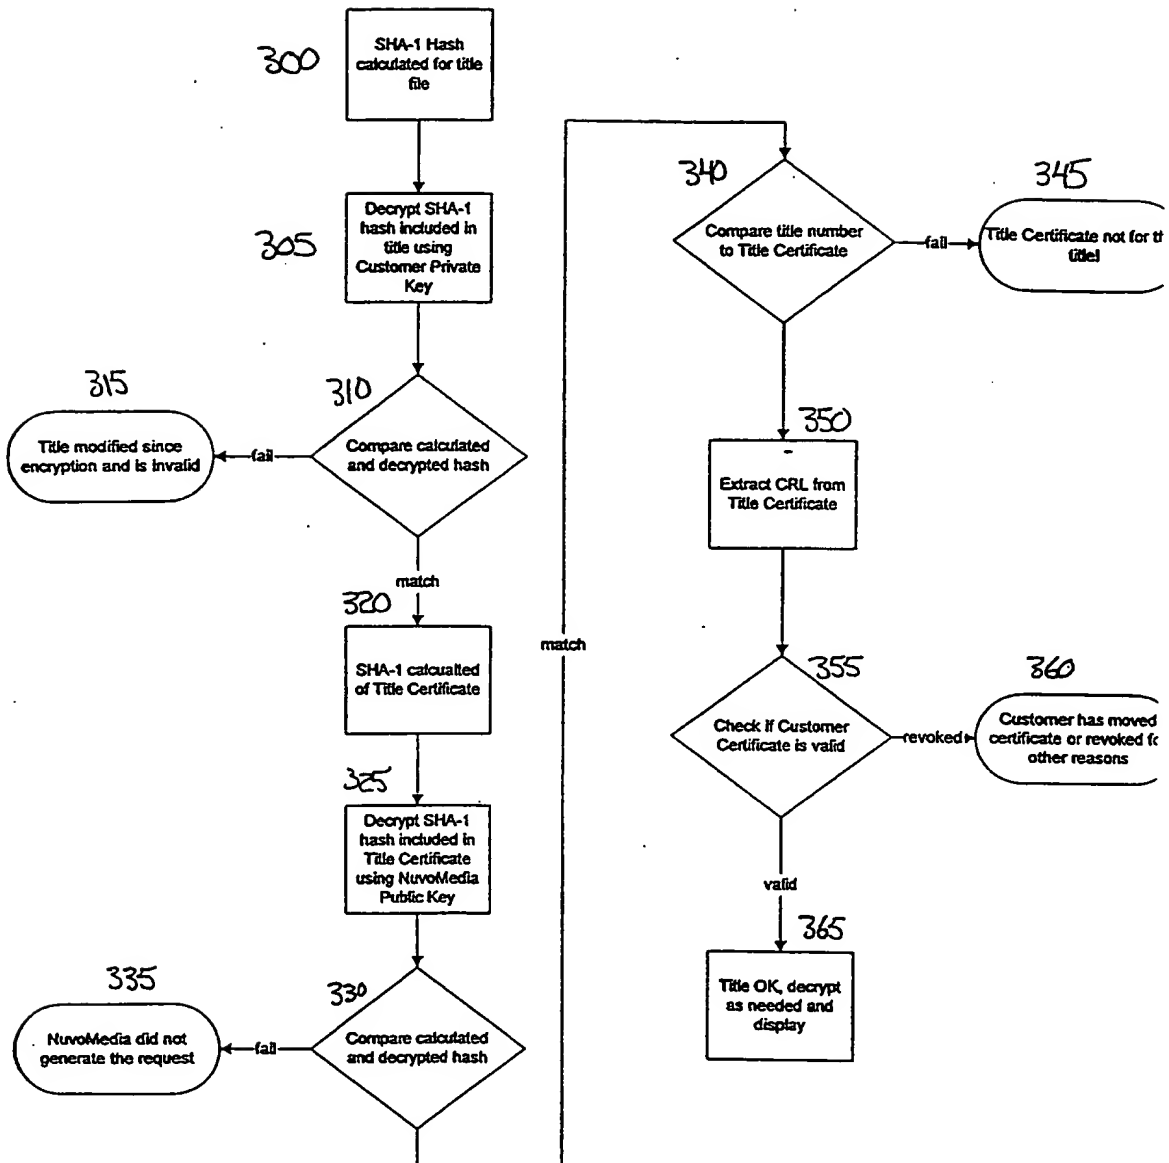 300
SHA-1 Hash
calculated for title
file
305
Decrypt SHA-1
hash included in
title using
Customer Private
Key
310
Compare calculated
and decrypted hash
fail
315
Title modified since
encryption and is invalid
match
320
SHA-1 calcualted
of Title Certificate
325
Decrypt SHA-1
hash included in
Title Certificate
using NuvoMedia
Public Key
330
Compare calculated
and decrypted hash
fail
335
NuvoMedia did not
generate the request
match
340
Compare title number
to Title Certificate
fail
345
Title Certificate not for th
title!
350
Extract CRL from
Title Certificate
355
Check if Customer
Certificate is valid
revoked
360
Customer has moved
certificate or revoked fo
other reasons
valid
365
Title OK, decrypt
as needed and
display